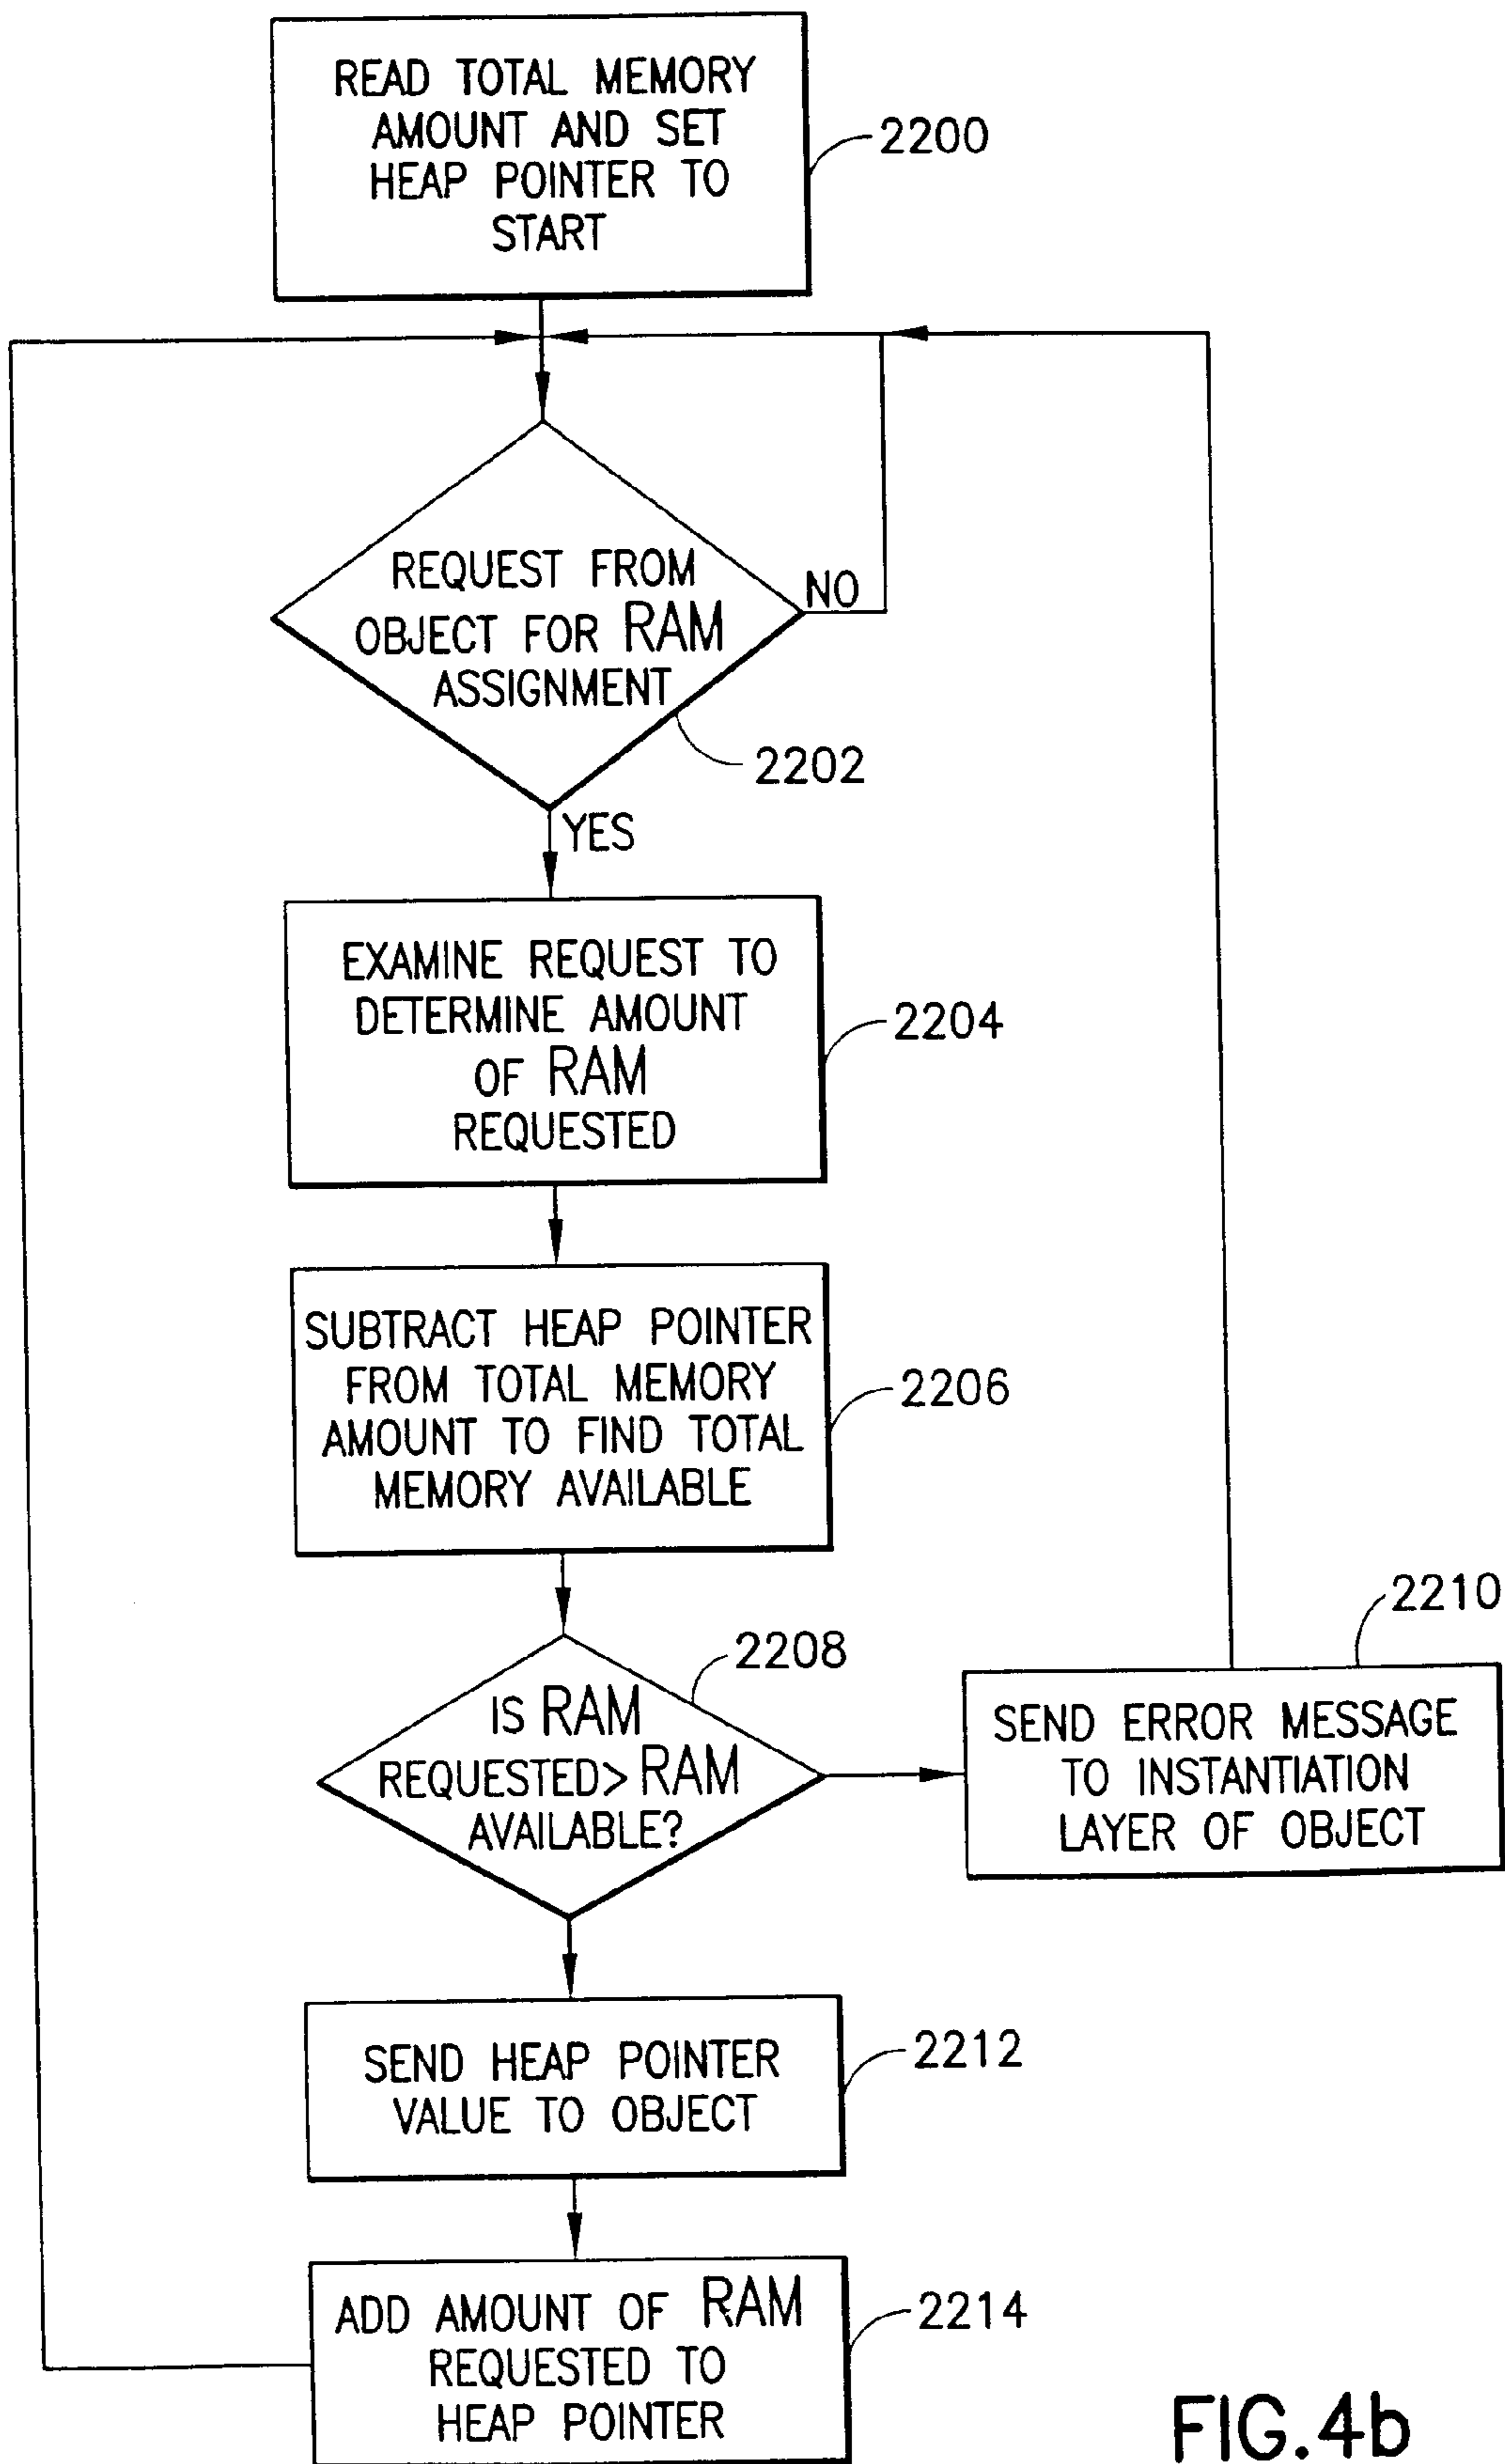 READ TOTAL MEMORY
AMOUNT AND SET
HEAP POINTER TO
START
2200
REQUEST FROM
OBJECT FOR RAM
ASSIGNMENT
NO
2202
YES
EXAMINE REQUEST TO
DETERMINE AMOUNT
OF RAM
REQUESTED
2204
SUBTRACT HEAP POINTER
FROM TOTAL MEMORY
AMOUNT TO FIND TOTAL
MEMORY AVAILABLE
2206
IS RAM
REQUESTED> RAM
AVAILABLE?
2208
SEND ERROR MESSAGE
TO INSTANTIATION
LAYER OF OBJECT
2210
SEND HEAP POINTER
VALUE TO OBJECT
2212
ADD AMOUNT OF RAM
REQUESTED TO
HEAP POINTER
2214
FIG.4b